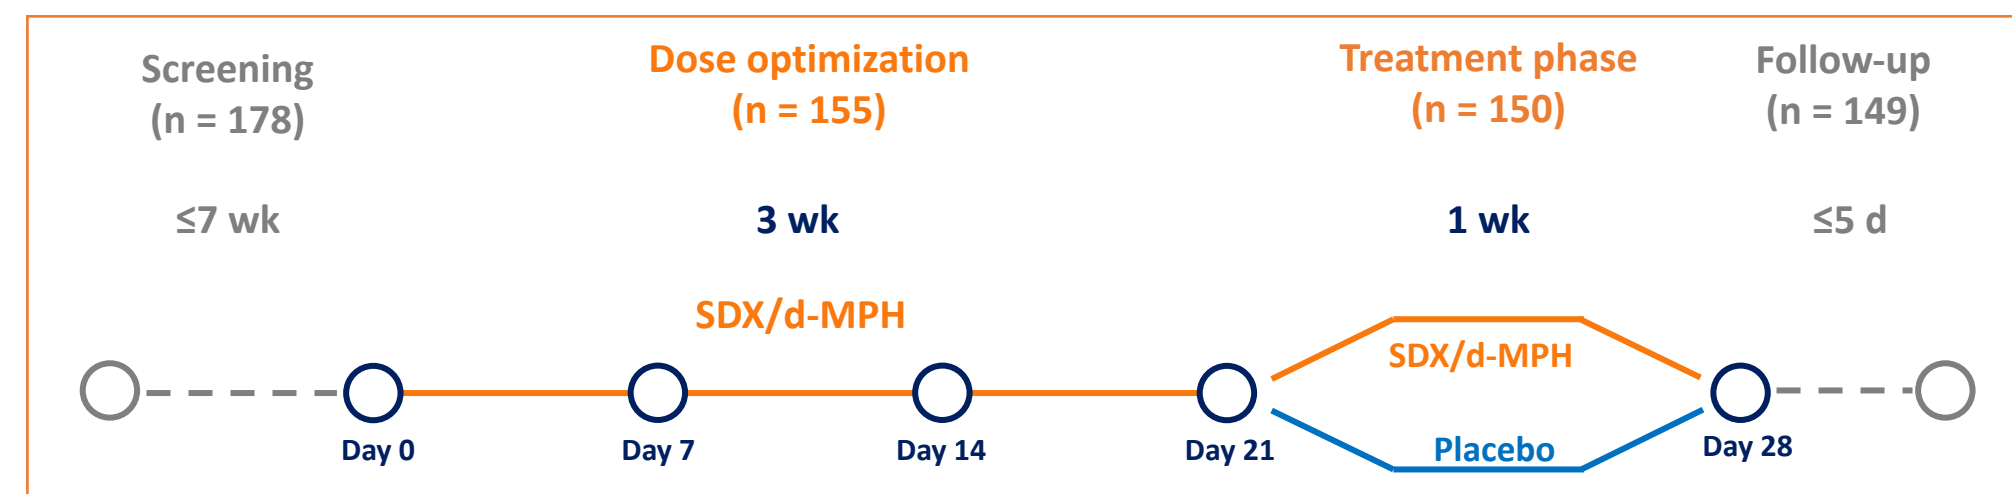 Screening
(n = 178)
Dose optimization
(n = 155)
Treatment phase
(n = 150)
Follow-up
(n = 149)
≤7 wk
3 wk
1 wk
≤5 d
SDX/d-MPH
SDX/d-MPH
Placebo
Day 0
Day 7
Day 14
Day 21
Day 28